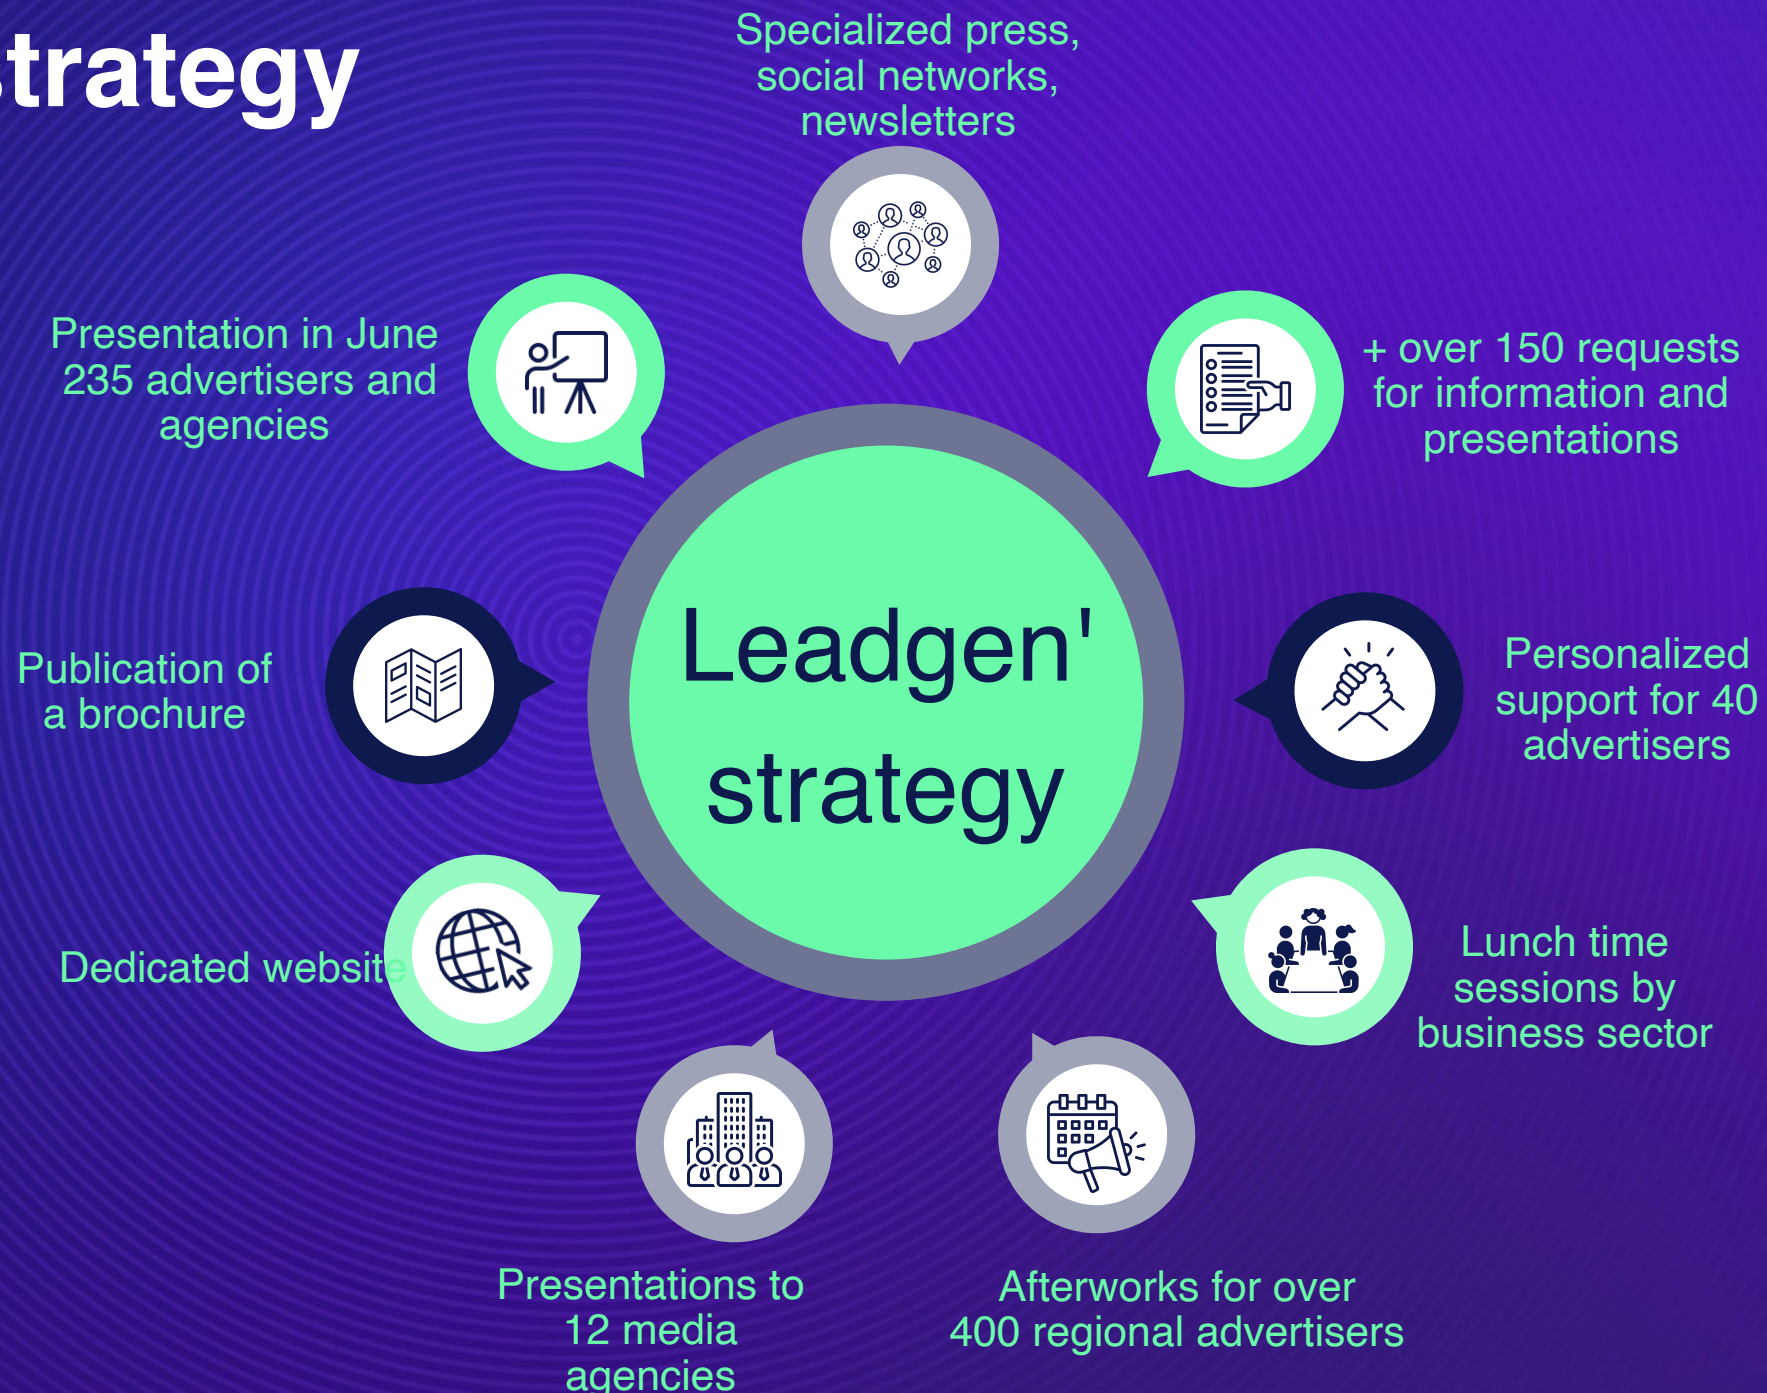 strategy
Specialized press,
social networks,
newsletters
Presentation in June
235 advertisers and
agencies
+ over 150 requests
for information and
presentations
Leadgen'
strategy
Publication of
a brochure
Personalized
support for 40
advertisers
Dedicated website
Lunch time
sessions by
business sector
Presentations to
12 media
agencies
Afterworks for over
400 regional advertisers